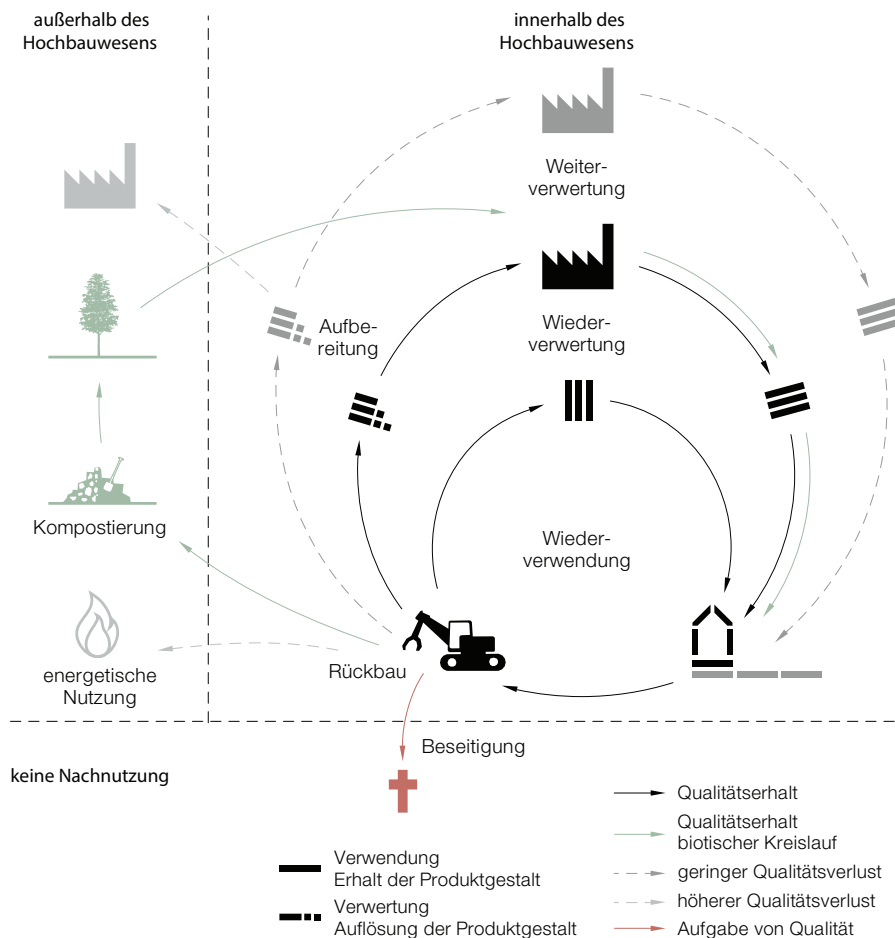 außerhalb des
Hochbauwesens
innerhalb des
Hochbauwesens
Weiter-
verwertung
Aufbe-
reitung
Wieder-
verwertung
Kompostierung
Wieder-
verwendung
energetische
Nutzung
Rückbau
Beseitigung
keine Nachnutzung
Verwendung
Erhalt der Produktgestalt
Verwertung
Auflösung der Produktgestalt
Qualitätserhalt
Qualitätserhalt
biotischer Kreislauf
geringer Qualitätsverlust
höherer Qualitätsverlust
Aufgabe von Qualität